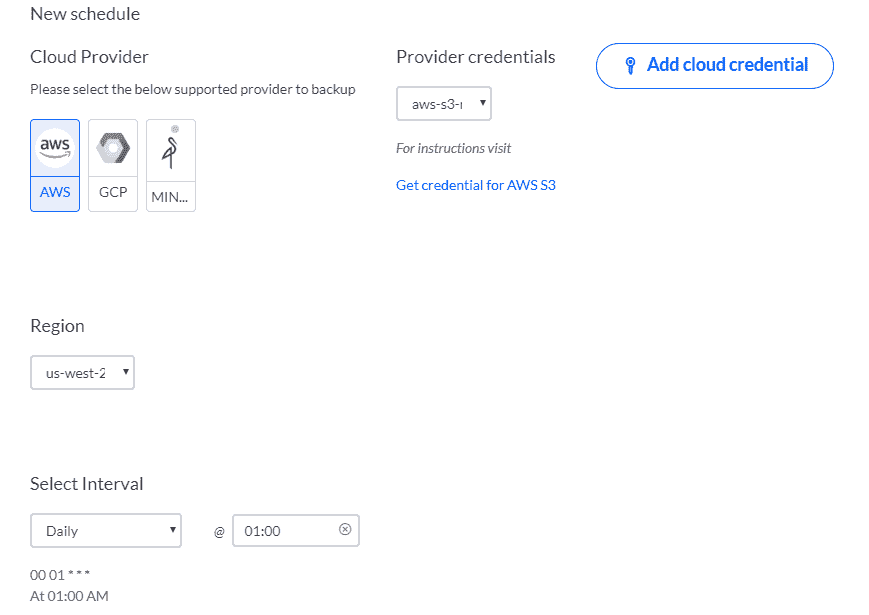 New schedule
Cloud Provider
Please select the below supported provider to backup
aws
AWS
GCP
MIN...
Provider credentials
aws-s3-
For instructions visit
Get credential for AWS S3
Add cloud credential
Region
us-west-2
Select Interval
Daily
@
01:00
00 01 * * *
At 01:00 AM